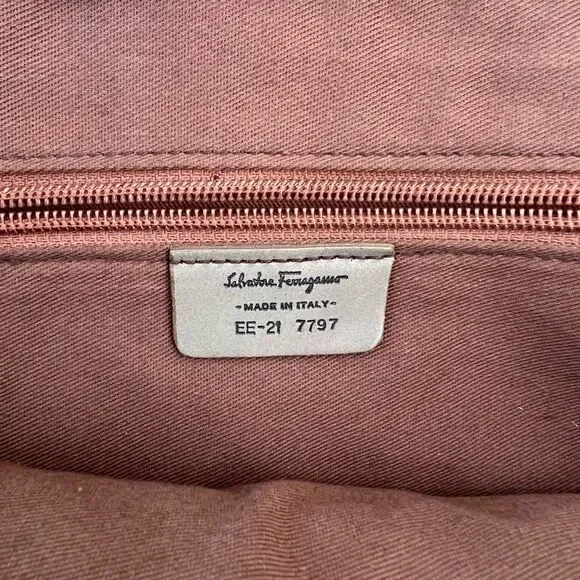 Salvatore Ferragamo
-MADE IN ITALY-
EE-21 7797